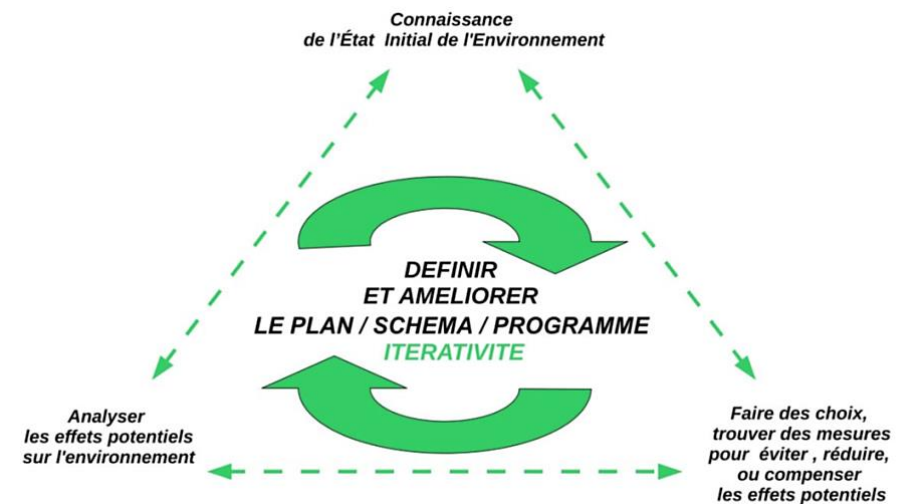 Connaissance
de l'État Initial de l'Environnement
DEFINIR
ET AMELIORER
LE PLAN / SCHEMA / PROGRAMME
ITERATIVITE
Analyser
les effets potentiels
sur l'environnement
Faire des choix,
trouver des mesures
pour éviter , réduire,
ou compenser
les effets potentiels